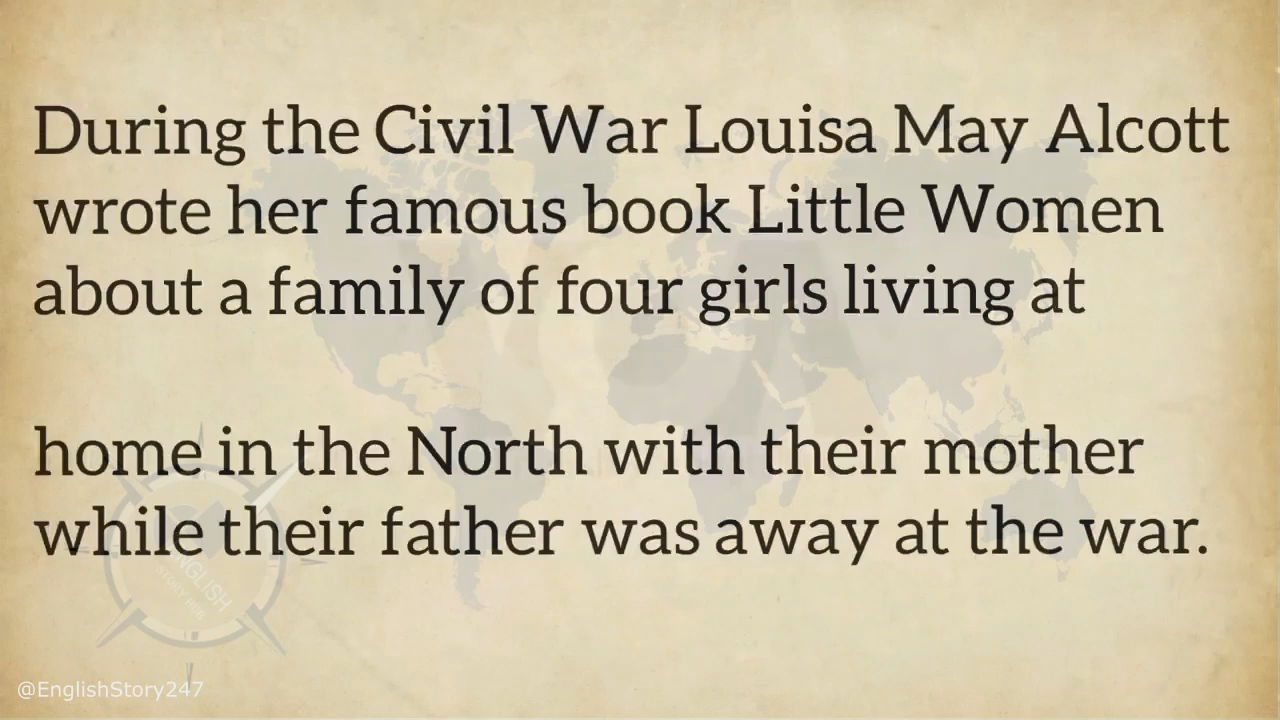 During the Civil War Louisa May Alcott
wrote her famous book Little Women
about a family of four girls living at
home in the North with their mother
while their father was away at the war.
ENGLISH
@EnglishStory247